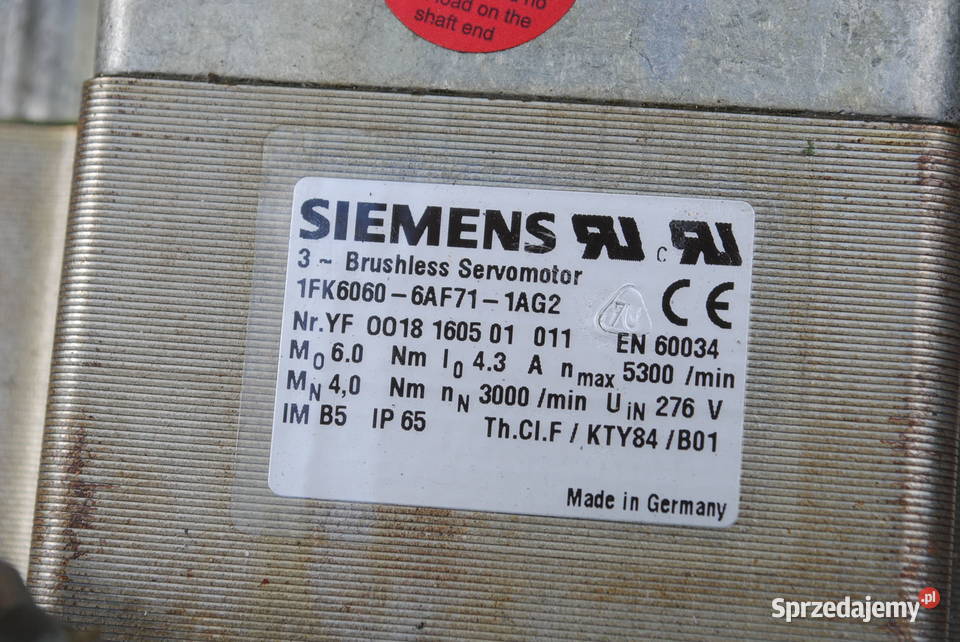 no
load on the
shaft end
SIEMENS
c
3 ~ Brushless Servomotor
1FK6060-6AF71-1AG2
Nr.YF 0018 1605 01 011 EN 60034
M0 6.0 Nm I0 4.3 A nmax 5300 /min
MN 4,0 Nm nN 3000 /min UiN 276 V
IM B5 IP 65 Th.Cl.F / KTY84 /B01
Made in Germany
Sprzedajemy.pl